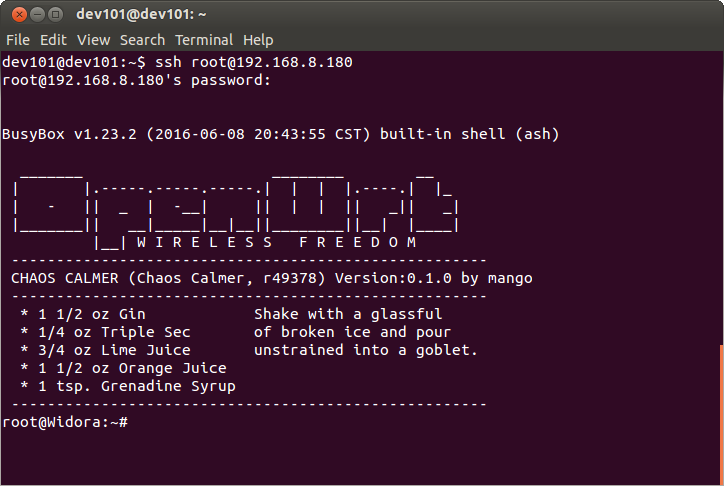 dev101@dev101: ~
File Edit View Search Terminal Help
dev101@dev101:~$ ssh root@192.168.8.180
root@192.168.8.180's password:
BusyBox v1.23.2 (2016-06-08 20:43:55 CST) built-in shell (ash)
  _______                     ________        __
 |       |.-----.-----.-----.|  |  |  |.----.|  |_
 |   -   ||  _  |  -__|     ||  |  |  ||   _||   _|
 |_______||   __|_____|__|__||________||__|  |____|
          |__| W I R E L E S S   F R E E D O M
 -----------------------------------------------------
 CHAOS CALMER (Chaos Calmer, r49378) Version:0.1.0 by mango
 -----------------------------------------------------
  * 1 1/2 oz Gin            Shake with a glassful
  * 1/4 oz Triple Sec       of broken ice and pour
  * 3/4 oz Lime Juice       unstrained into a goblet.
  * 1 1/2 oz Orange Juice
  * 1 tsp. Grenadine Syrup
 -----------------------------------------------------
root@Widora:~#